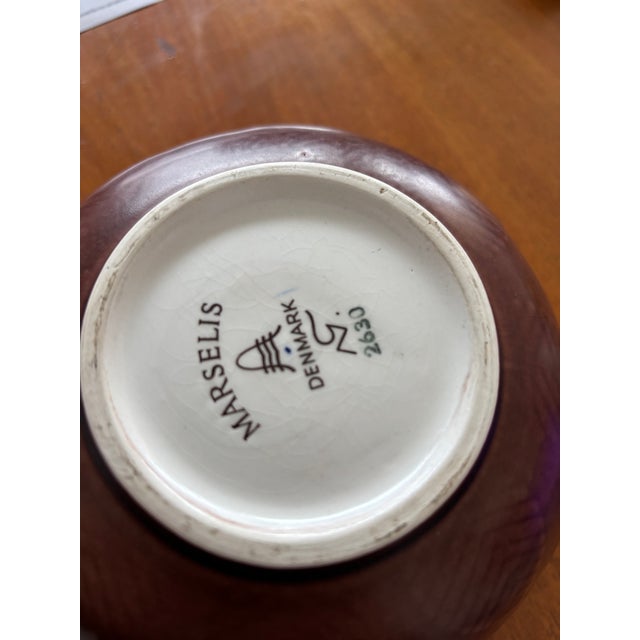 MARSELIS
DENMARK
N.
2630